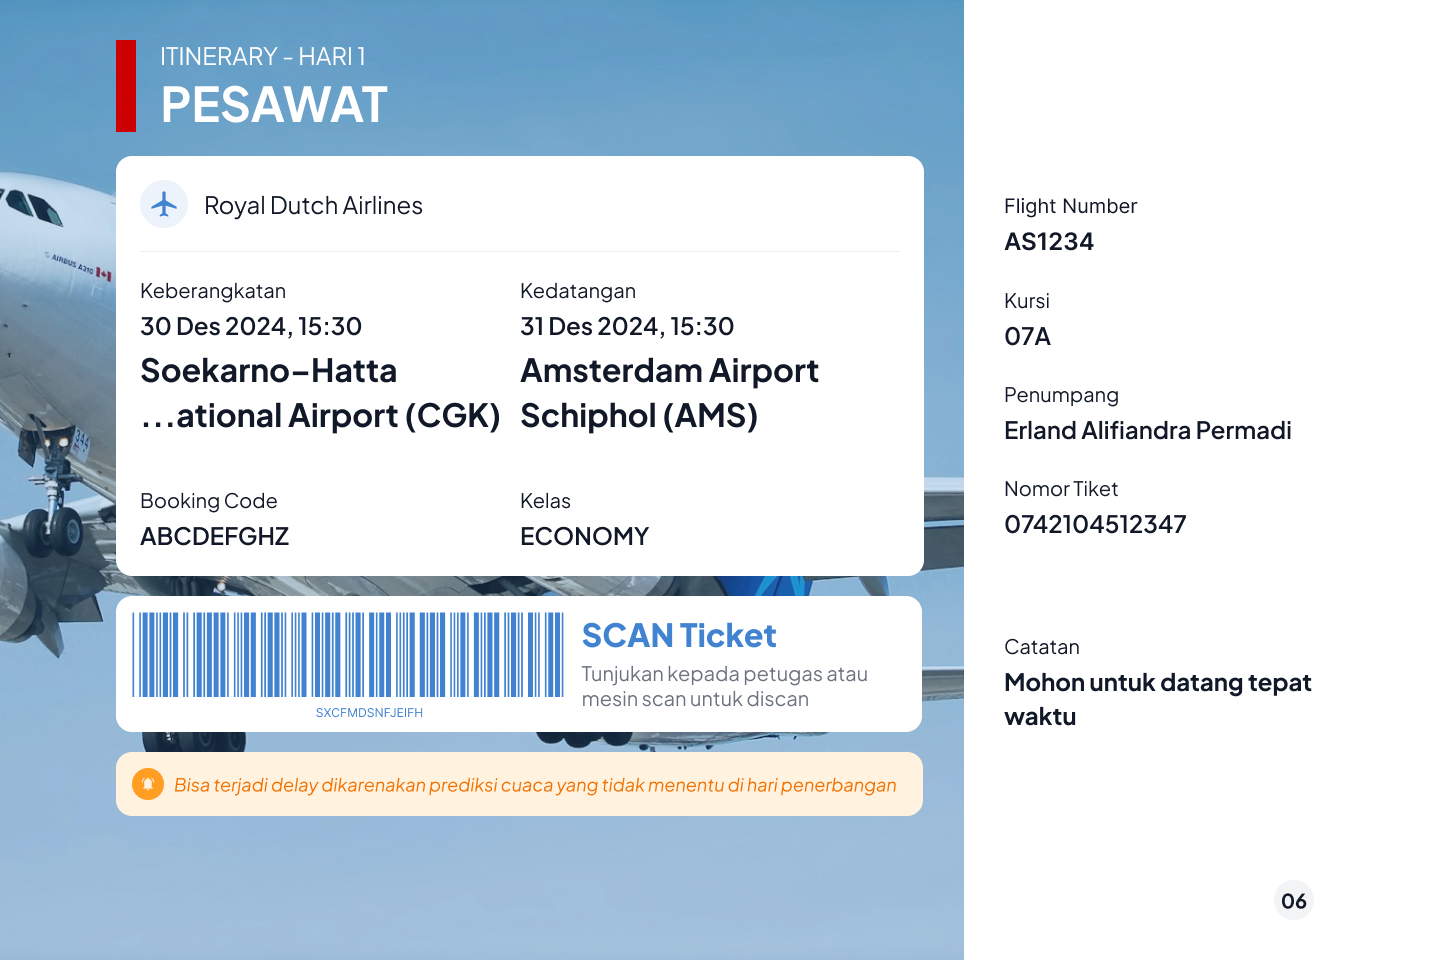 ITINERARY - HARI 1
PESAWAT
Royal Dutch Airlines
Keberangkatan
30 Des 2024, 15:30
Soekarno–Hatta
...ational Airport (CGK)
Kedatangan
31 Des 2024, 15:30
Amsterdam Airport
Schiphol (AMS)
Booking Code
ABCDEFGHZ
Kelas
ECONOMY
SXCFMDSNFJEIFH
SCAN Ticket
Tunjukan kepada petugas atau
mesin scan untuk discan
Bisa terjadi delay dikarenakan prediksi cuaca yang tidak menentu di hari penerbangan
AIRBUS A310
344
Flight Number
AS1234
Kursi
07A
Penumpang
Erland Alifiandra Permadi
Nomor Tiket
0742104512347
Catatan
Mohon untuk datang tepat
waktu
06